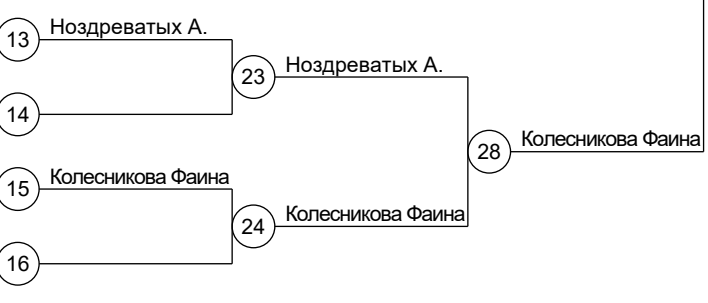 13 Ноздреватых А.
23 Ноздреватых А.
14
28 Колесникова Фаина
15 Колесникова Фаина
24 Колесникова Фаина
16